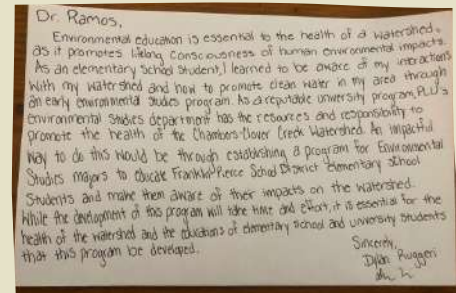 Dr. Ramos,
Environmental education is essential to the health of a watershed,
as it promotes lifelong consciousness of human environmental impacts.
As an elementary school student, I learned to be aware of my interactions
with my watershed and how to promote clean water in my area through
an early environmental studies program. As a reputable university program, PLU's
Environmental Studies department has the resources and responsibility to
promote the health of the Chambers-Clover Creek Watershed. An impactful
way to do this would be through establishing a program for Environmental
Studies majors to educate Franklin Pierce School District elementary school
students and make them aware of their impacts on the watershed.
While the development of this program will take time and effort, it is essential for the
health of the watershed and the educations of elementary school and university students
that this program be developed.
Sincerely,
Dylan Ruggeri